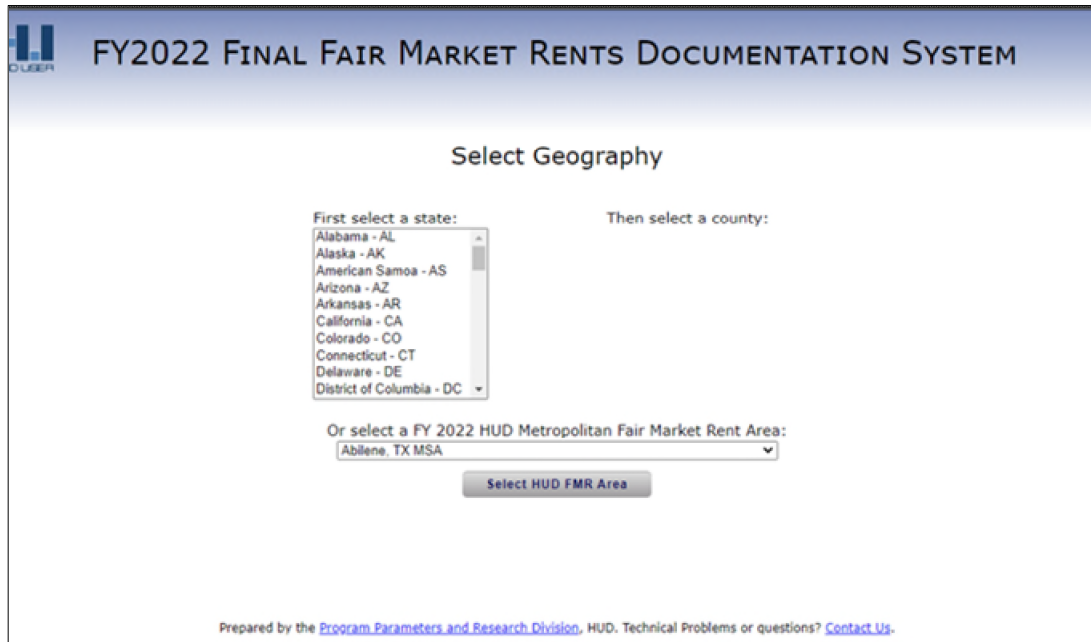 D USER
FY2022 FINAL FAIR MARKET RENTS DOCUMENTATION SYSTEM
Select Geography
First select a state:
Then select a county:
Alabama - AL
Alaska - AK
American Samoa - AS
Arizona - AZ
Arkansas - AR
California - CA
Colorado - CO
Connecticut - CT
Delaware - DE
District of Columbia - DC
Or select a FY 2022 HUD Metropolitan Fair Market Rent Area:
Abilene, TX MSA
Select HUD FMR Area
Prepared by the Program Parameters and Research Division, HUD. Technical Problems or questions? Contact Us.